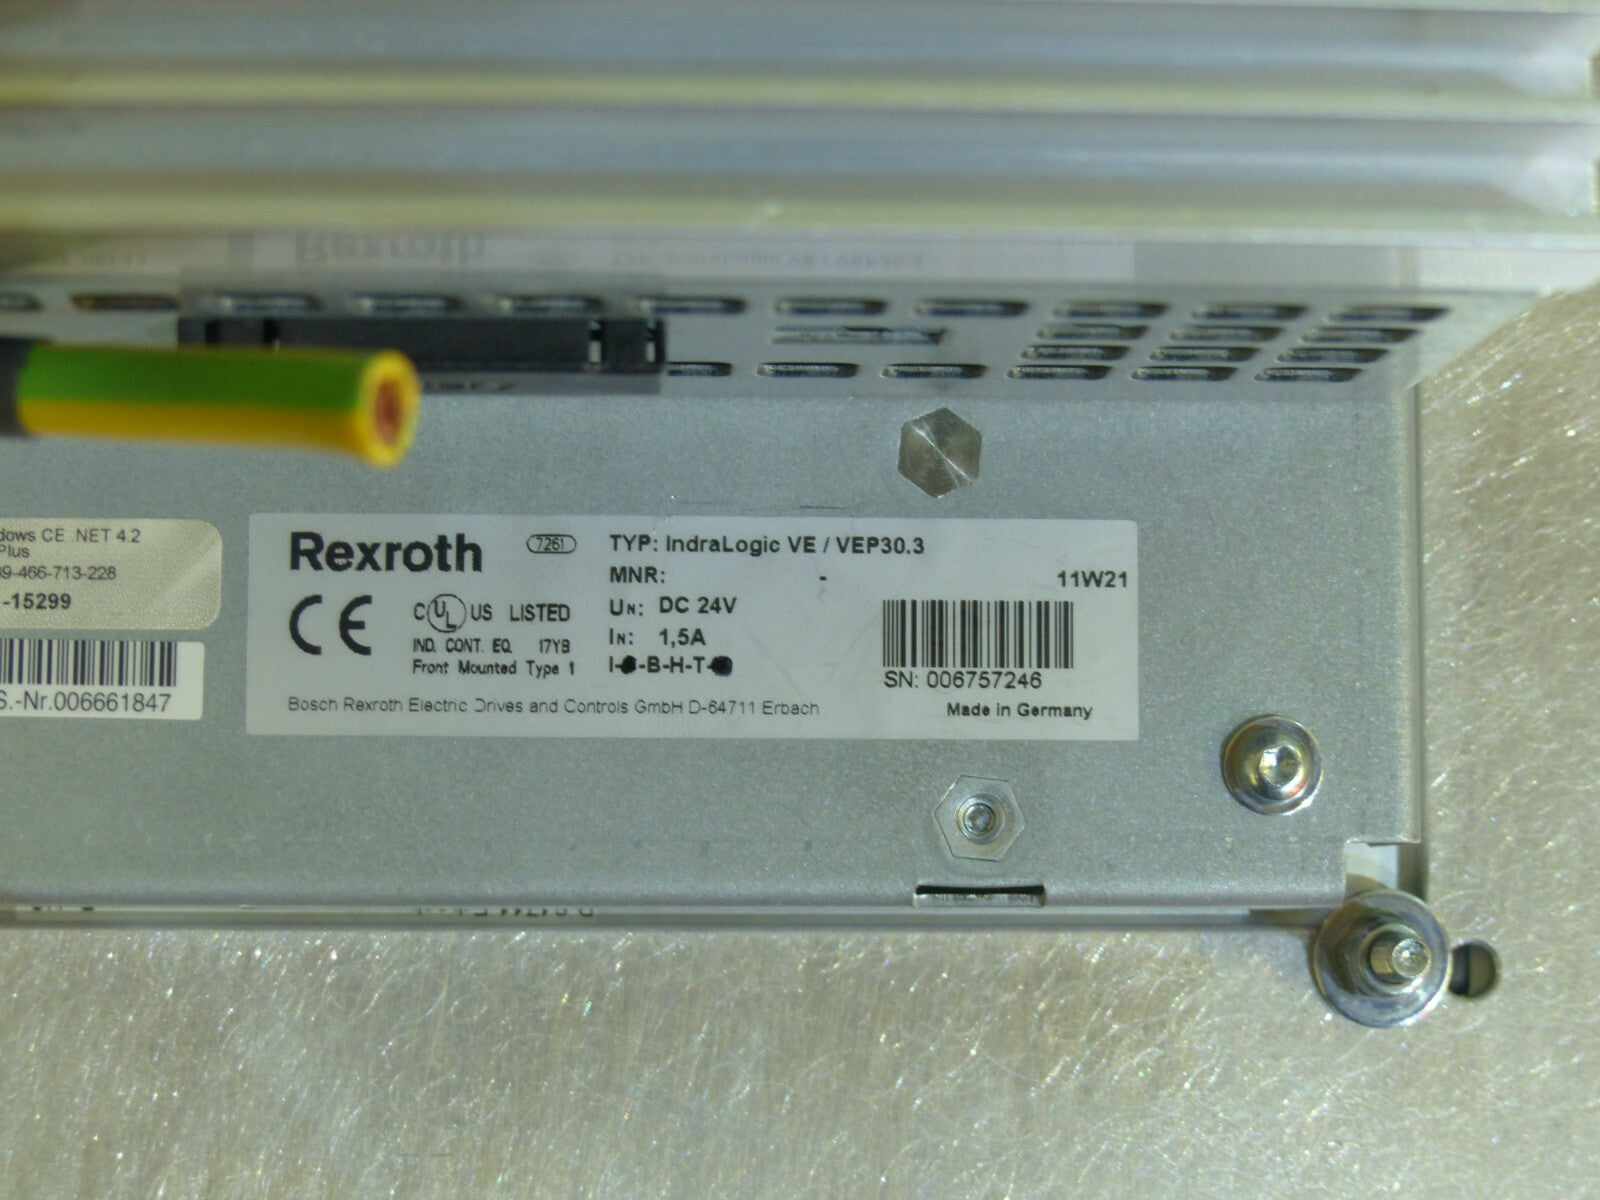 dows CE .NET 4.2
Plus
-466-713-228
-15299
S.-Nr.006661847
Rexroth
7261
TYP: IndraLogic VE / VEP30.3
MNR: -
11W21
CE
C UL US LISTED
UN: DC 24V
IND. CONT. EQ. 17YB
IN: 1,5A
Front Mounted Type 1
I- -B-H-T-
SN: 006757246
Bosch Rexroth Electric Drives and Controls GmbH D-64711 Erbach
Made in Germany